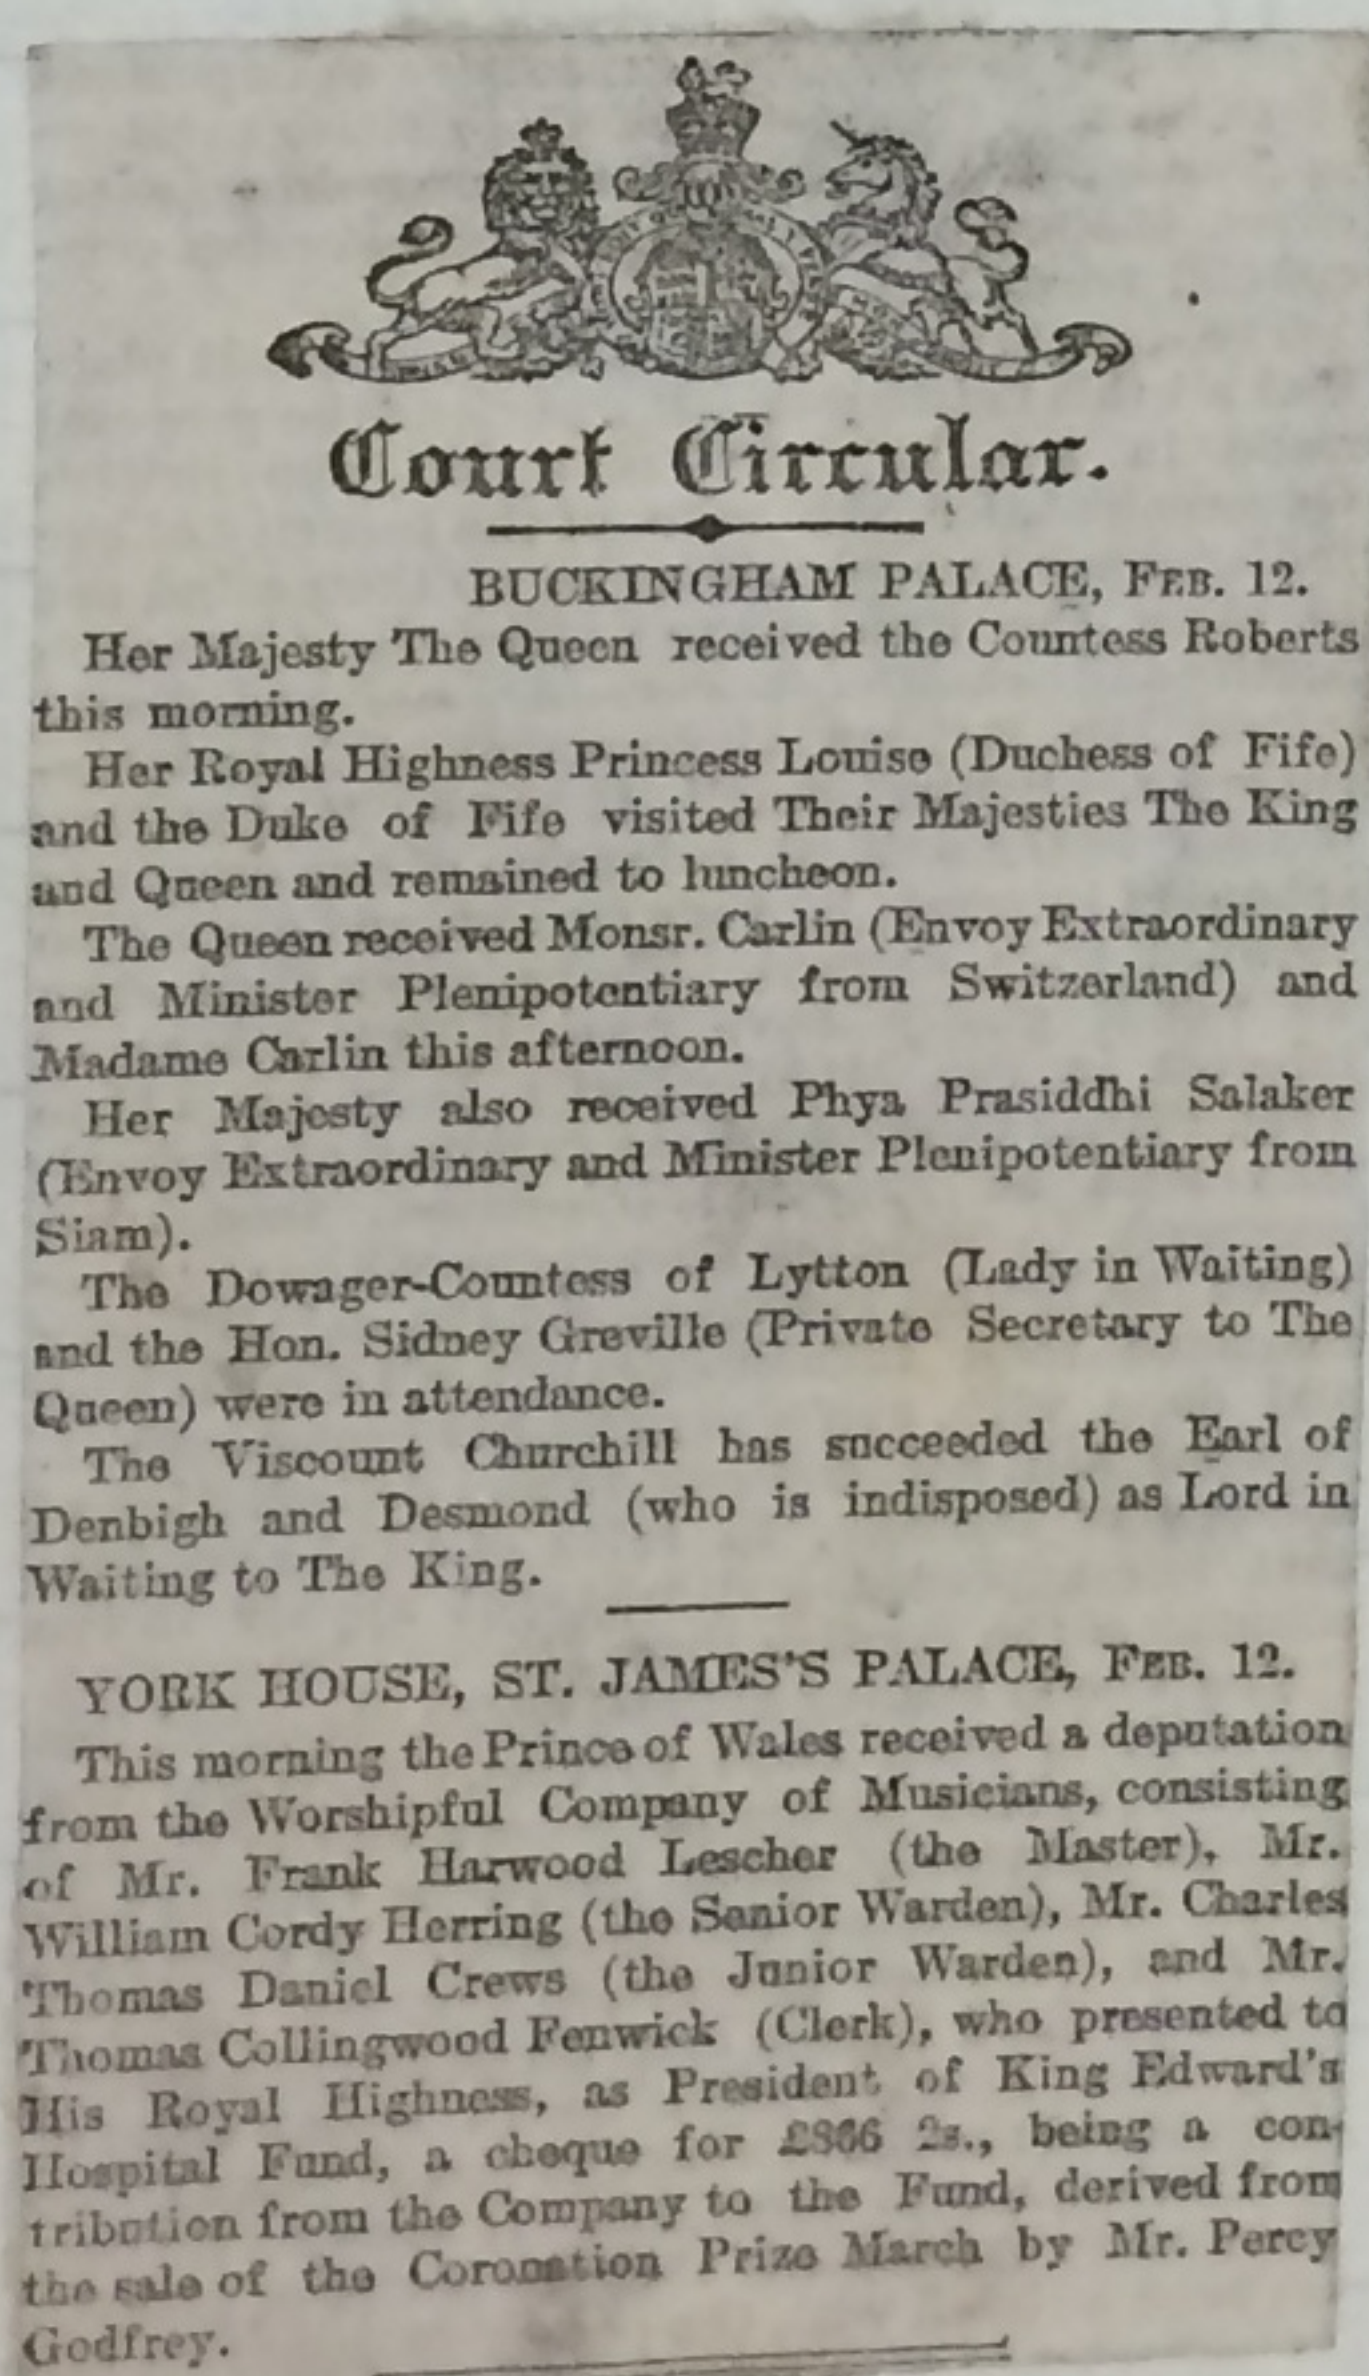 Court Circular.
BUCKINGHAM PALACE, FEB. 12.
Her Majesty The Queen received the Countess Roberts
this morning.
Her Royal Highness Princess Louise (Duchess of Fife)
and the Duke of Fife visited Their Majesties The King
and Queen and remained to luncheon.
The Queen received Monsr. Carlin (Envoy Extraordinary
and Minister Plenipotentiary from Switzerland) and
Madame Carlin this afternoon.
Her Majesty also received Phya Prasiddhi Salaker
(Envoy Extraordinary and Minister Plenipotentiary from
Siam).
The Dowager-Countess of Lytton (Lady in Waiting)
and the Hon. Sidney Greville (Private Secretary to The
Queen) were in attendance.
The Viscount Churchill has succeeded the Earl of
Denbigh and Desmond (who is indisposed) as Lord in
Waiting to The King.
YORK HOUSE, ST. JAMES'S PALACE, FEB. 12.
This morning the Prince of Wales received a deputation
from the Worshipful Company of Musicians, consisting
of Mr. Frank Harwood Lescher (the Master), Mr.
William Cordy Herring (the Senior Warden), Mr. Charles
Thomas Daniel Crews (the Junior Warden), and Mr.
Thomas Collingwood Fenwick (Clerk), who presented to
His Royal Highness, as President of King Edward's
Hospital Fund, a cheque for 2s., being a con-
tribution from the Company to the Fund, derived from
the sale of the Coronation Prize March by Mr. Percy
Godfrey.